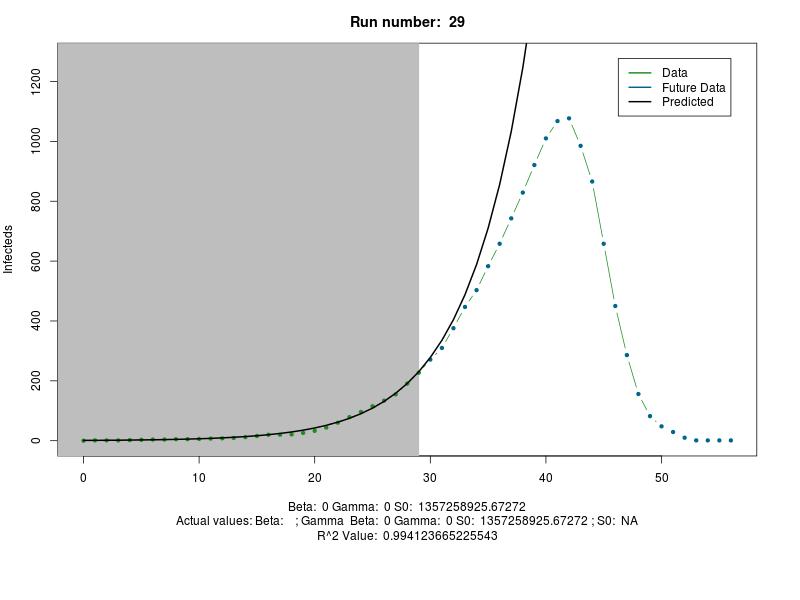 Run number: 29
1200
1000
800
600
400
200
0
Infecteds
Data
Future Data
Predicted
0 10 20 30 40 50
Beta: 0 Gamma: 0 S0: 1357258925.67272
Actual values: Beta: ; Gamma Beta: 0 Gamma: 0 S0: 1357258925.67272 ; S0: NA
R^2 Value: 0.994123665225543